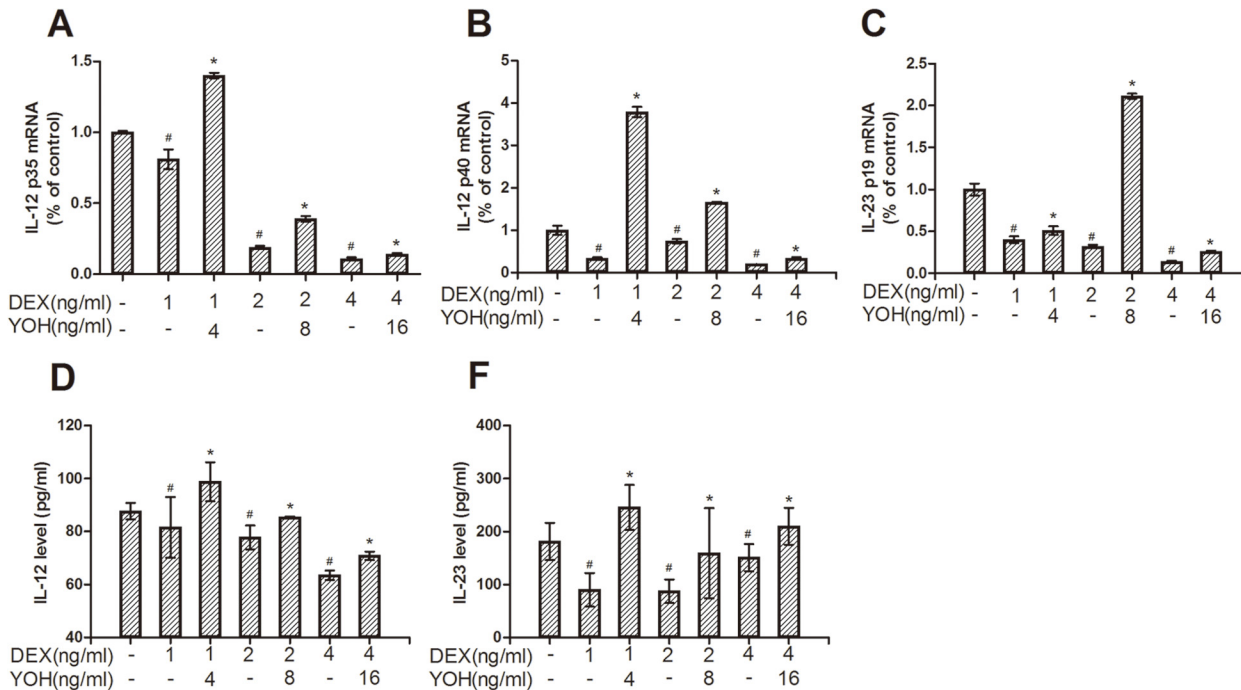 A
IL-12 p35 mRNA
(% of control)
1.5
1.0
0.5
0.0
# * # * # *
DEX(ng/ml) - 1 1 2 2 4 4
YOH(ng/ml) - - 4 - 8 - 16
B
IL-12 p40 mRNA
(% of control)
5
4
3
2
1
0
# * # * # *
DEX(ng/ml) - 1 1 2 2 4 4
YOH(ng/ml) - - 4 - 8 - 16
C
IL-23 p19 mRNA
(% of control)
2.5
2.0
1.5
1.0
0.5
0.0
# * # * # *
DEX(ng/ml) - 1 1 2 2 4 4
YOH(ng/ml) - - 4 - 8 - 16
D
IL-12 level (pg/ml)
120
100
80
60
40
# * # * # *
DEX(ng/ml) - 1 1 2 2 4 4
YOH(ng/ml) - - 4 - 8 - 16
F
IL-23 level (pg/ml)
400
300
200
100
0
# * # * # *
DEX(ng/ml) - 1 1 2 2 4 4
YOH(ng/ml) - - 4 - 8 - 16